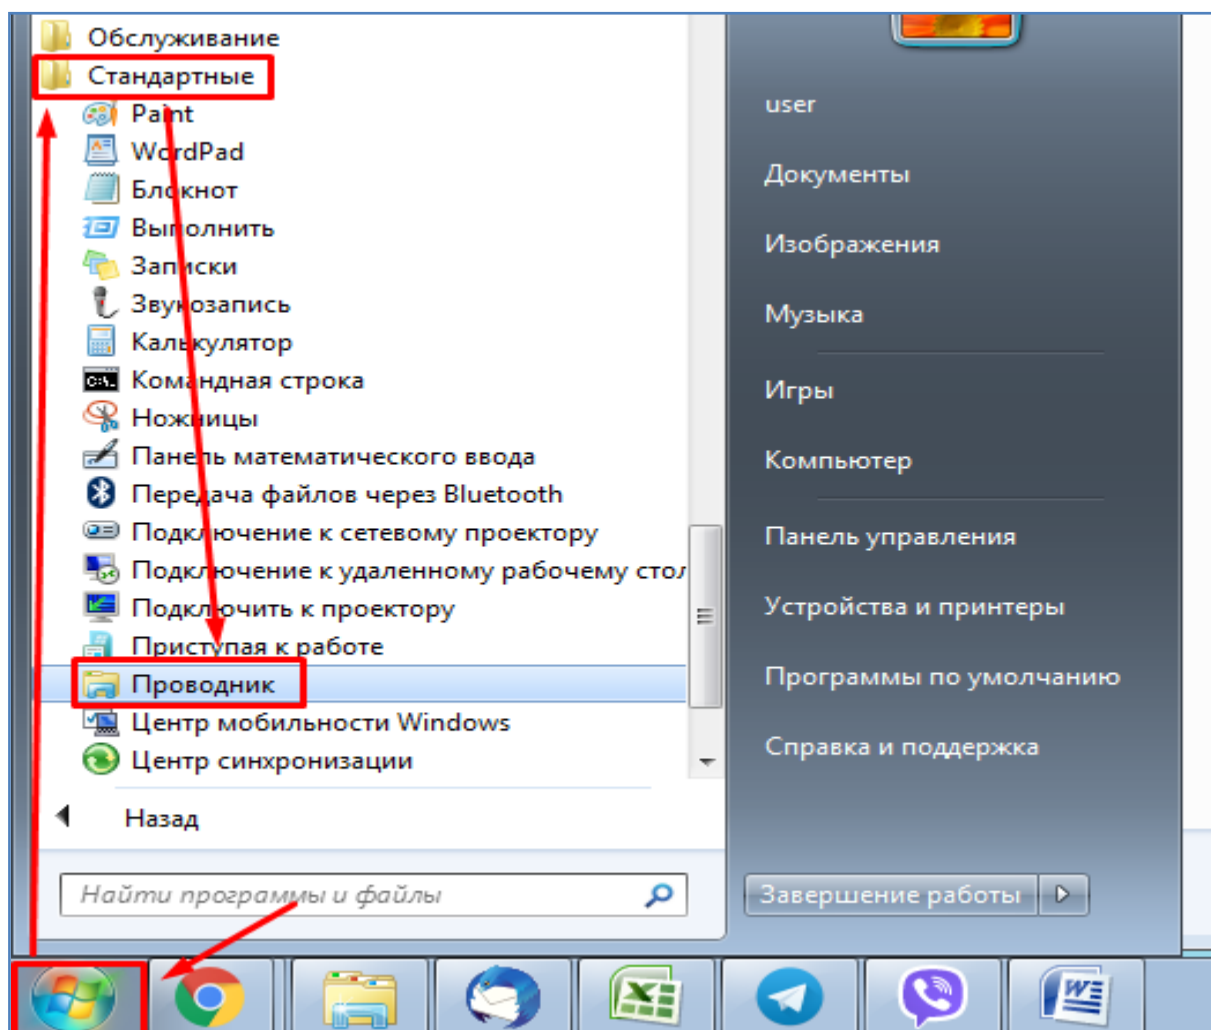 Обслуживание
Стандартные
Paint
WordPad
Блокнот
Выполнить
Записки
Звукозапись
Калькулятор
Командная строка
Ножницы
Панель математического ввода
Передача файлов через Bluetooth
Подключение к сетевому проектору
Подключение к удаленному рабочему стол
Подключить к проектору
Приступая к работе
Проводник
Центр мобильности Windows
Центр синхронизации
Назад
Найти программы и файлы
user
Документы
Изображения
Музыка
Игры
Компьютер
Панель управления
Устройства и принтеры
Программы по умолчанию
Справка и поддержка
Завершение работы